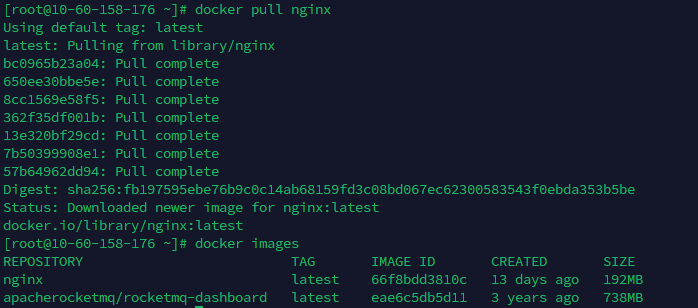 [root@10-60-158-176 ~]# docker pull nginx
Using default tag: latest
latest: Pulling from library/nginx
bc0965b23a04: Pull complete
650ee30bbe5e: Pull complete
8cc1569e58f5: Pull complete
362f35df001b: Pull complete
13e320bf29cd: Pull complete
7b50399908e1: Pull complete
57b64962dd94: Pull complete
Digest: sha256:fb197595ebe76b9c0c14ab68159fd3c08bd067ec62300583543f0ebda353b5be
Status: Downloaded newer image for nginx:latest
docker.io/library/nginx:latest
[root@10-60-158-176 ~]# docker images
REPOSITORY TAG IMAGE ID CREATED SIZE
nginx latest 66f8bdd3810c 13 days ago 192MB
apacherocketmq/rocketmq-dashboard latest eae6c5db5d11 3 years ago 738MB